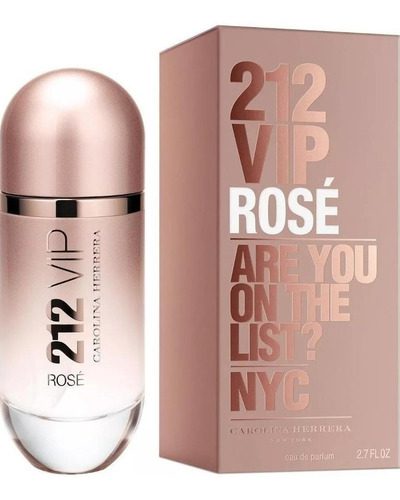 212 VIP
CAROLINA HERRERA
ROSÉ
212
VIP
ROSÉ
ARE YOU
ON THE
LIST?
NYC
CAROLINA HERRERA
NEW YORK
eau de parfum
2.7 FL OZ